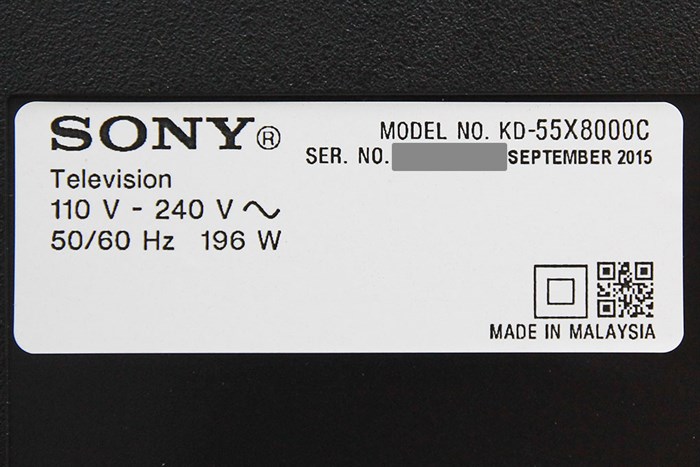 SONY®
MODEL NO. KD-55X8000C
SER. NO. SEPTEMBER 2015
Television
110 V - 240 V ∿
50/60 Hz 196 W
MADE IN MALAYSIA